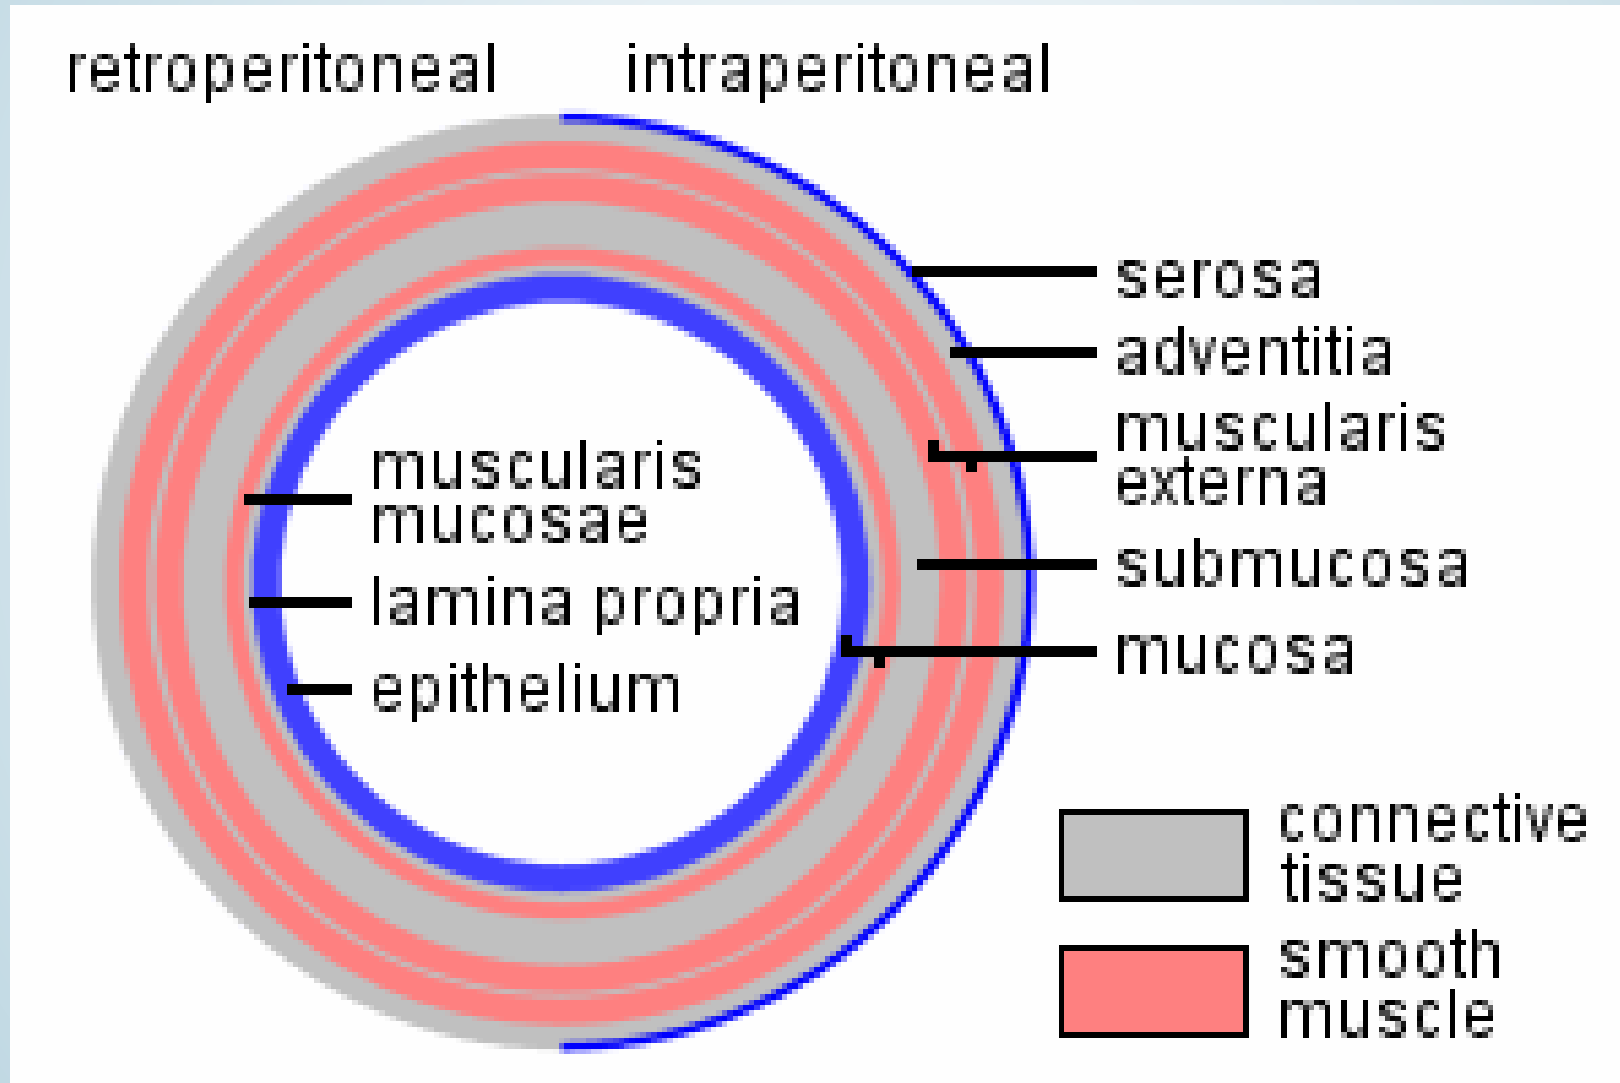 retroperitoneal intraperitoneal
serosa
adventitia
muscularis
externa
submucosa
mucosa
muscularis
mucosae
lamina propria
epithelium
connective
tissue
smooth
muscle